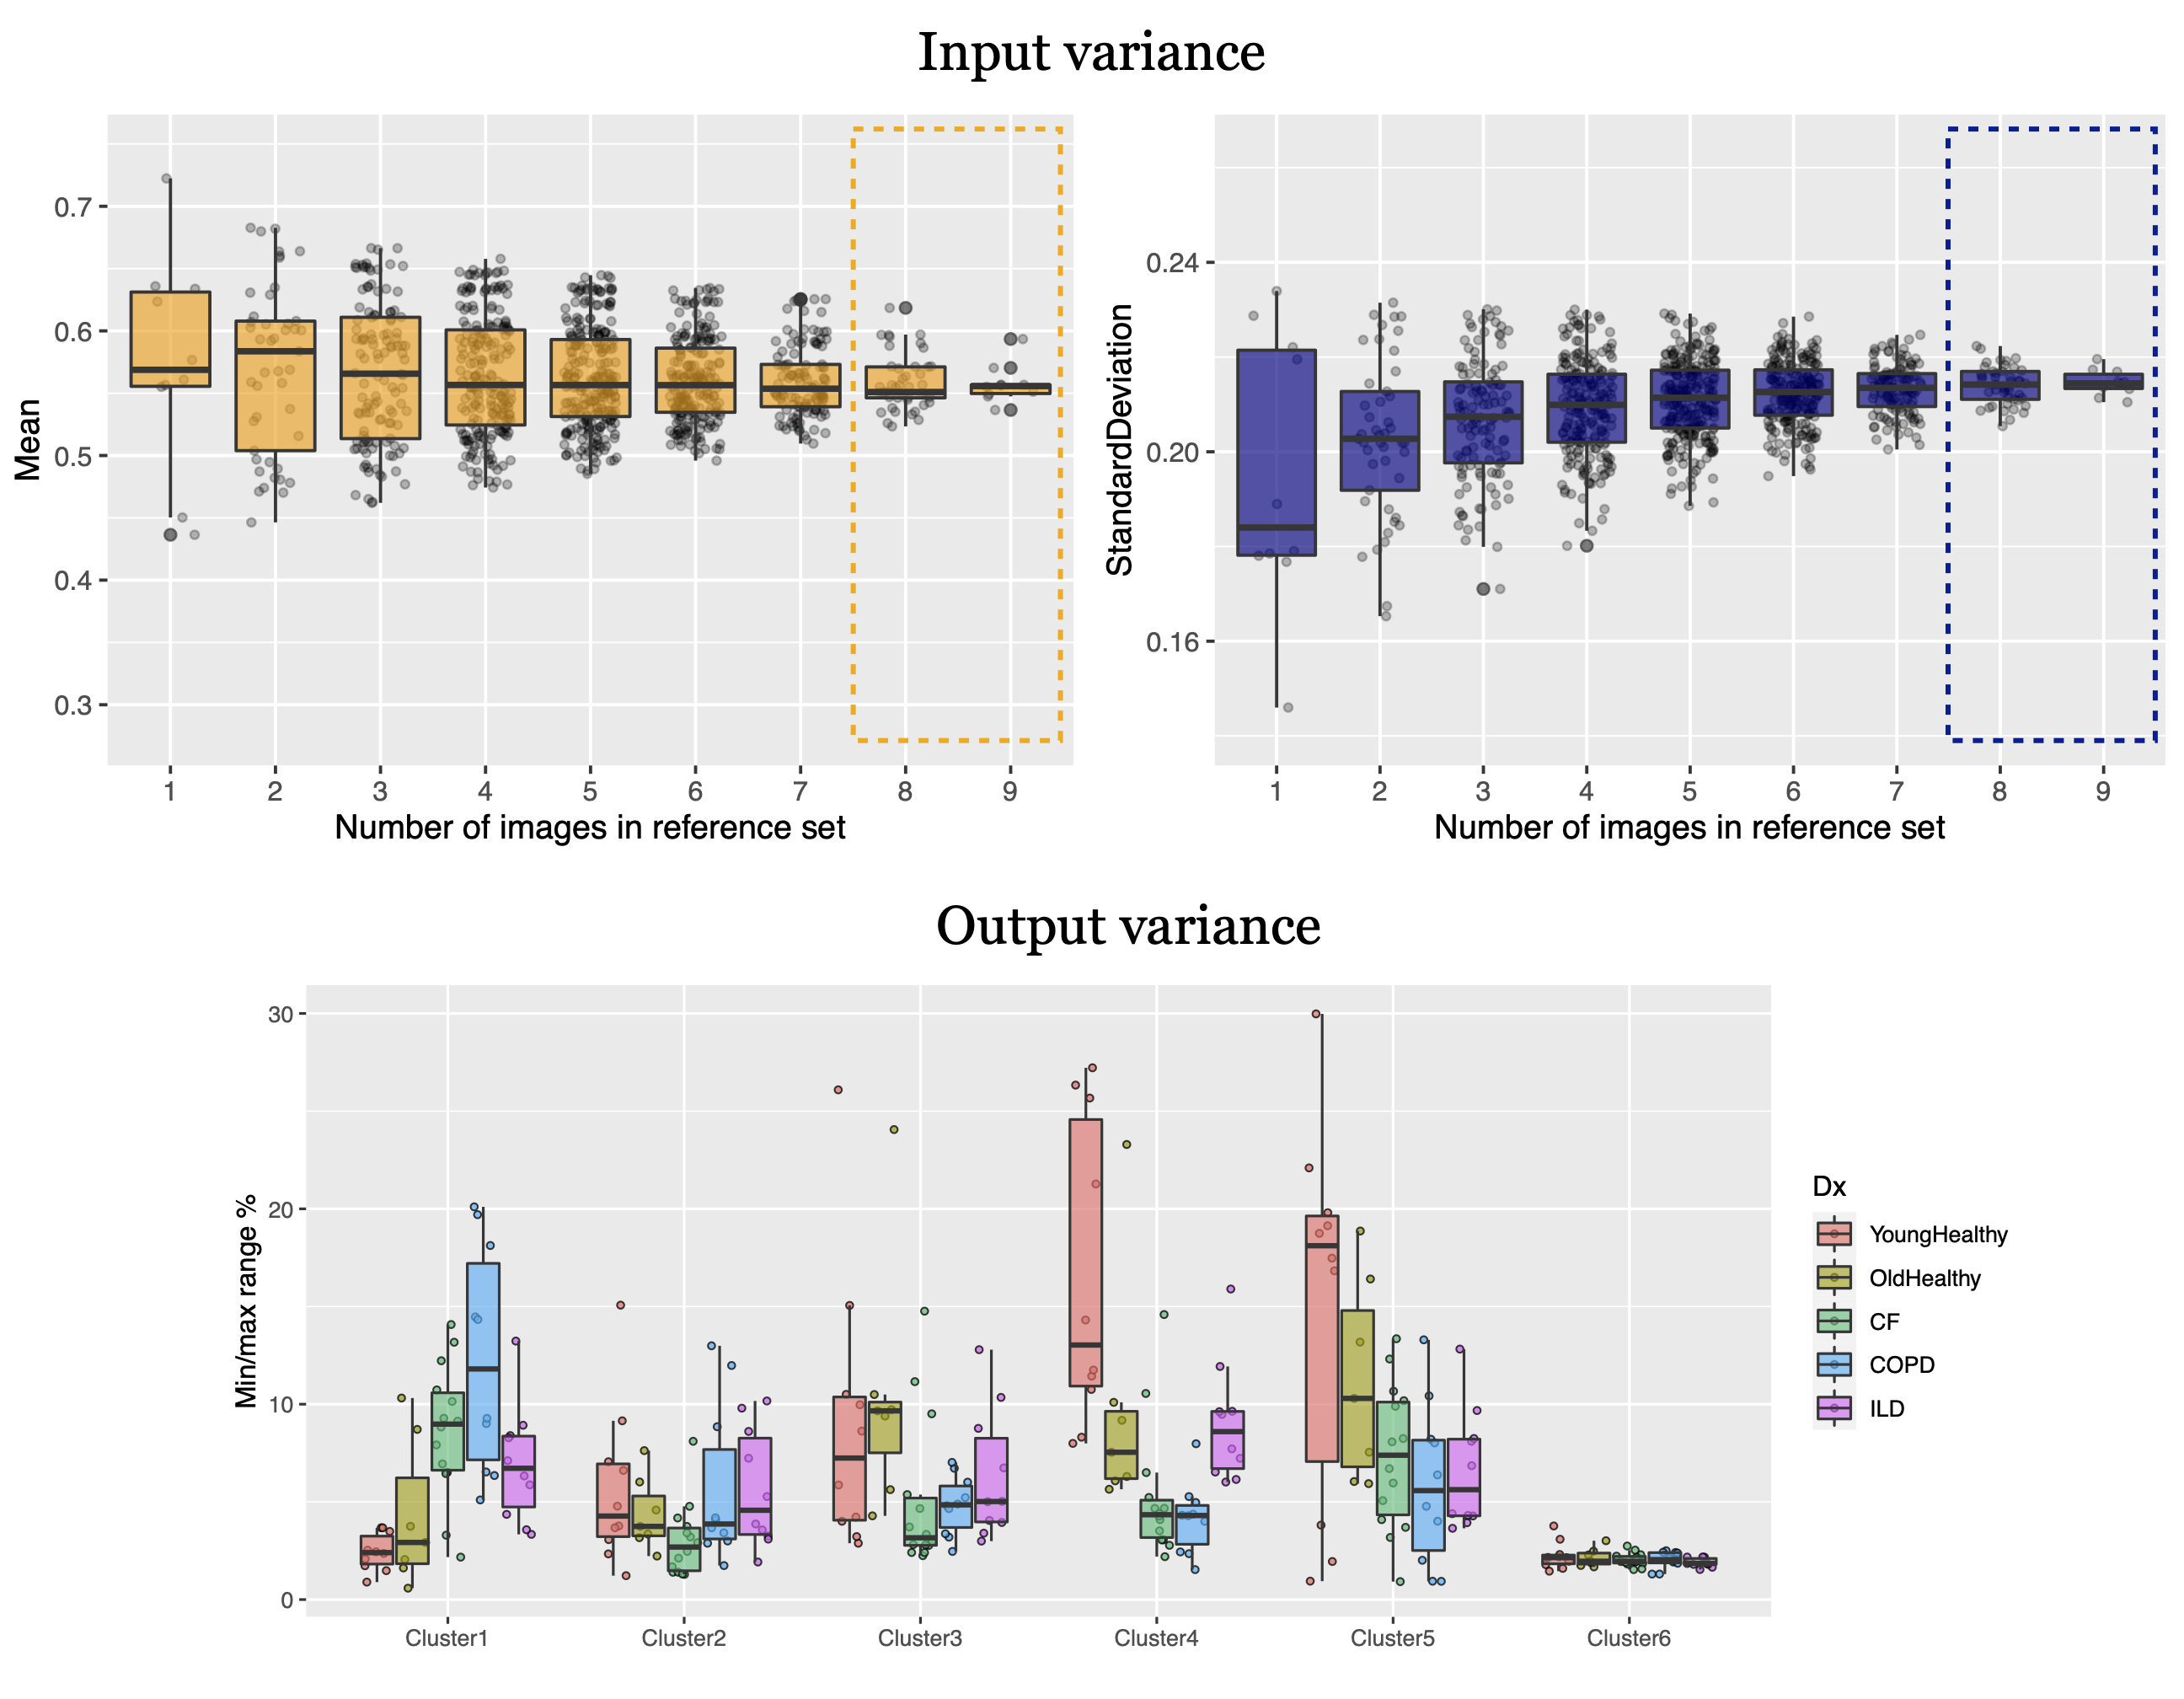 Input variance
Mean
0.7
0.6
0.5
0.4
0.3
1 2 3 4 5 6 7 8 9
Number of images in reference set
StandardDeviation
0.24
0.20
0.16
1 2 3 4 5 6 7 8 9
Number of images in reference set
Output variance
Min/max range %
30
20
10
0
Cluster1 Cluster2 Cluster3 Cluster4 Cluster5 Cluster6
Dx
YoungHealthy
OldHealthy
CF
COPD
ILD